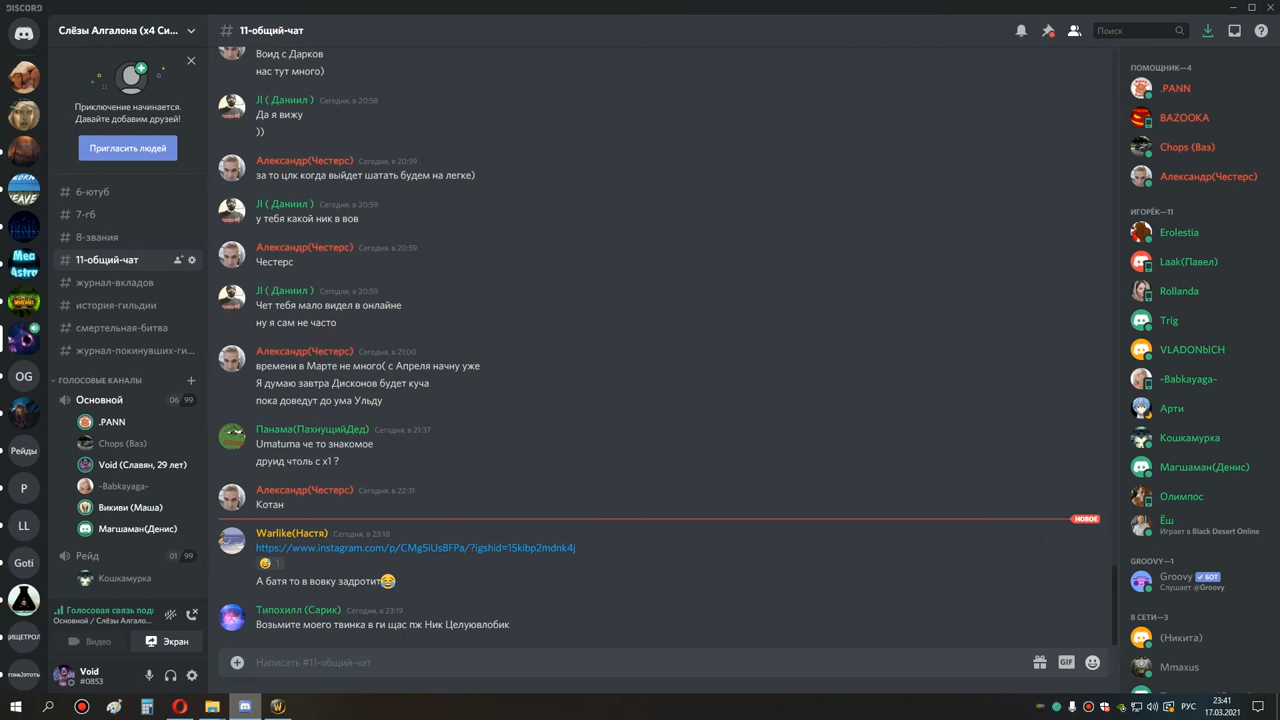 DISCORD
Слёзы Алгалона (x4 Си...
11-общий-чат
Поиск
Приключение начинается.
Давайте добавим друзей!
Пригласить людей
6-ютуб
7-гб
8-звания
11-общий-чат
журнал-вкладов
история-гильдии
смертельная-битва
журнал-покинувших-ги...
ГОЛОСОВЫЕ КАНАЛЫ
Основной 06 99
.PANN
Chops (Ваз)
Void (Славян, 29 лет)
-Babkayaga-
Викиви (Маша)
Магшаман(Денис)
Рейд 01 99
Кошкамурка
Голосовая связь под
Основной / Слёзы Алгало...
Видео
Экран
Void
#0853
Mea
Astro
OG
Рейды
P
LL
Goti
Воид с Дарков
нас тут много)
Jl ( Даниил ) Сегодня, в 20:58
Да я вижу
))
Александр(Честерс) Сегодня, в 20:59
за то цлк когда выйдет шатать будем на легке)
Jl ( Даниил ) Сегодня, в 20:59
у тебя какой ник в вов
Александр(Честерс) Сегодня, в 20:59
Честерс
Jl ( Даниил ) Сегодня, в 20:59
Чет тебя мало видел в онлайне
ну я сам не часто
Александр(Честерс) Сегодня, в 21:00
времени в Марте не много( с Апреля начну уже
Я думаю завтра Дисконов будет куча
пока доведут до ума Ульду
Панама(ПахнущийДед) Сегодня, в 21:37
Umatuma че то знакомое
друид чтоль с x1 ?
Александр(Честерс) Сегодня, в 22:31
Котан
НОВОЕ
Warlike(Настя) Сегодня, в 23:18
https://www.instagram.com/p/CMg5iUsBFPa/?igshid=15kibp2mdnk4j
1
А батя то в вовку задротит😂
Типохилл (Сарик) Сегодня, в 23:19
Возьмите моего твинка в ги щас пж Ник Целуювлобик
Написать #11-общий-чат
GIF
ПОМОЩНИК—4
.PANN
BAZOOKA
Chops (Ваз)
Александр(Честерс)
ИГОРЁК—11
Erolestia
Laak(Павел)
Rollanda
Trig
VLADONblCH
-Babkayaga-
Арти
Кошкамурка
Магшаман(Денис)
Олимпос
Ёш
Играет в Black Desert Online
GROOVY—1
Groovy БОТ
Слушает @Groovy
В СЕТИ—3
(Никита)
Mmaxus
РУС
23:41
17.03.2021